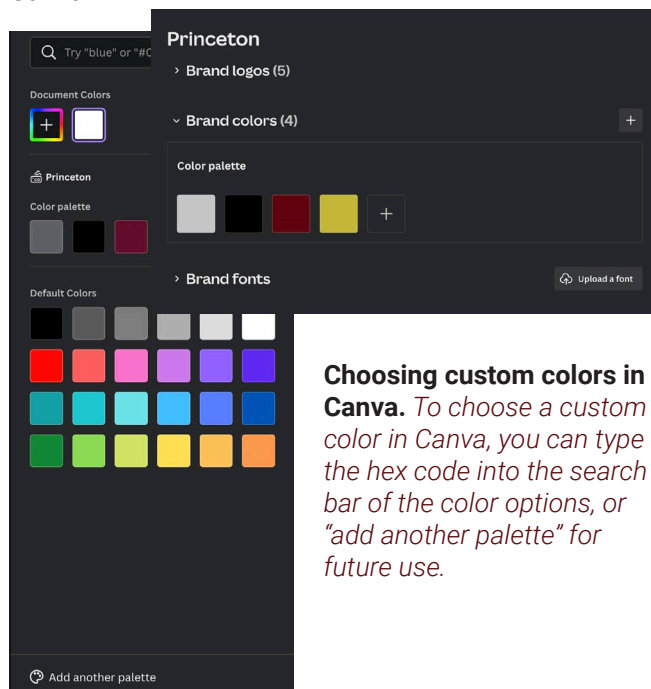 Try "blue" or "#C
Document Colors
Princeton
Color palette
Default Colors
Add another palette
Princeton
Brand logos (5)
Brand colors (4)
Color palette
Brand fonts
Upload a font
Choosing custom colors in
Canva. To choose a custom
color in Canva, you can type
the hex code into the search
bar of the color options, or
“add another palette” for
future use.